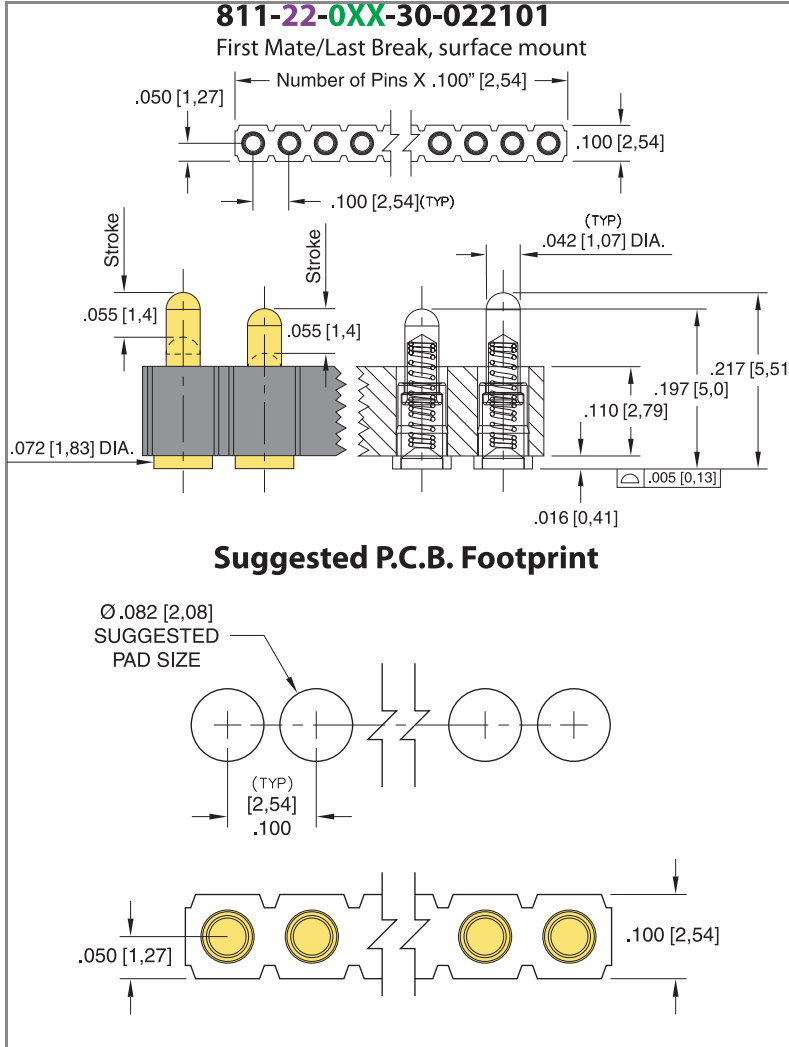 811-22-0XX-30-022101
First Mate/Last Break, surface mount
Number of Pins X .100” [2,54]
.050 [1,27]
.100 [2,54]
.100 [2,54](TYP)
Stroke
Stroke
(TYP)
.042 [1,07] DIA.
.055 [1,4]
.055 [1,4]
.217 [5,51
.197 [5,0]
.110 [2,79]
.072 [1,83] DIA.
.005 [0,13]
.016 [0,41]
Suggested P.C.B. Footprint
Ø.082 [2,08]
SUGGESTED
PAD SIZE
(TYP)
[2,54]
.100
.050 [1,27]
.100 [2,54]